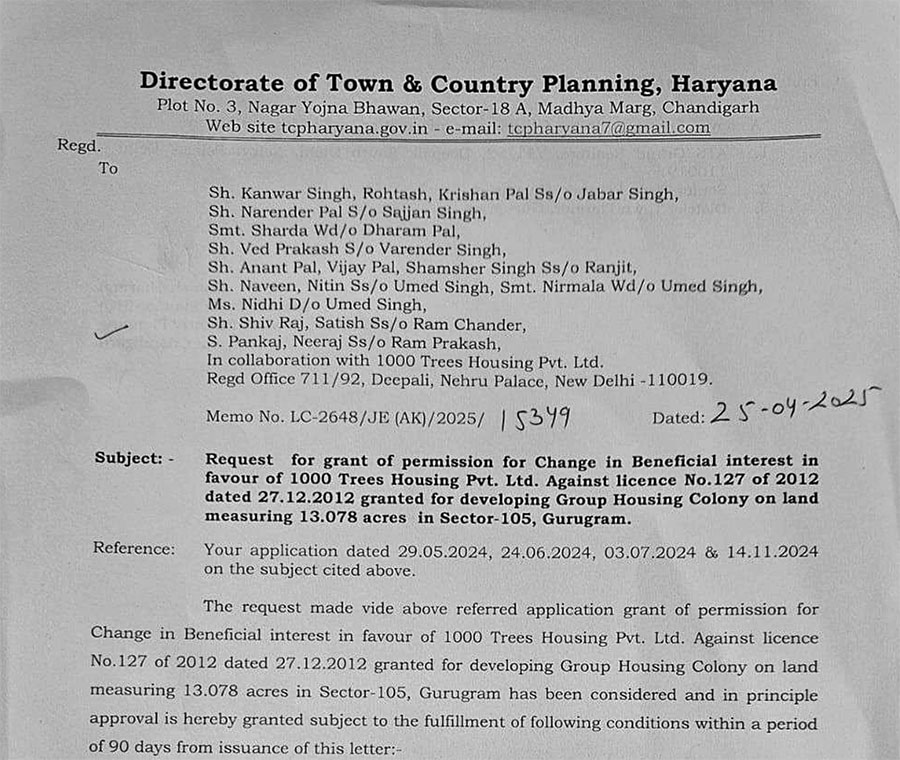 Directorate of Town & Country Planning, Haryana
Plot No. 3, Nagar Yojna Bhawan, Sector-18 A, Madhya Marg, Chandigarh
Web site tcpharyana.gov.in - e-mail: tcpharyana7@gmail.com
Regd.
To
Sh. Kanwar Singh, Rohtash, Krishan Pal Ss/o Jabar Singh,
Sh. Narender Pal S/o Sajjan Singh,
Smt. Sharda Wd/o Dharam Pal,
Sh. Ved Prakash S/o Varender Singh,
Sh. Anant Pal, Vijay Pal, Shamsher Singh Ss/o Ranjit,
Sh. Naveen, Nitin Ss/o Umed Singh, Smt. Nirmala Wd/o Umed Singh,
Ms. Nidhi D/o Umed Singh,
Sh. Shiv Raj, Satish Ss/o Ram Chander,
S. Pankaj, Neeraj Ss/o Ram Prakash,
In collaboration with 1000 Trees Housing Pvt. Ltd.
Regd Office 711/92, Deepali, Nehru Palace, New Delhi -110019.
Memo No. LC-2648/JE (AK)/2025/ 15349 Dated: 25-04-2025
Subject: - Request for grant of permission for Change in Beneficial interest in
favour of 1000 Trees Housing Pvt. Ltd. Against licence No.127 of 2012
dated 27.12.2012 granted for developing Group Housing Colony on land
measuring 13.078 acres in Sector-105, Gurugram.
Reference: Your application dated 29.05.2024, 24.06.2024, 03.07.2024 & 14.11.2024
on the subject cited above.
The request made vide above referred application grant of permission for
Change in Beneficial interest in favour of 1000 Trees Housing Pvt. Ltd. Against licence
No.127 of 2012 dated 27.12.2012 granted for developing Group Housing Colony on land
measuring 13.078 acres in Sector-105, Gurugram has been considered and in principle
approval is hereby granted subject to the fulfillment of following conditions within a period
of 90 days from issuance of this letter:-